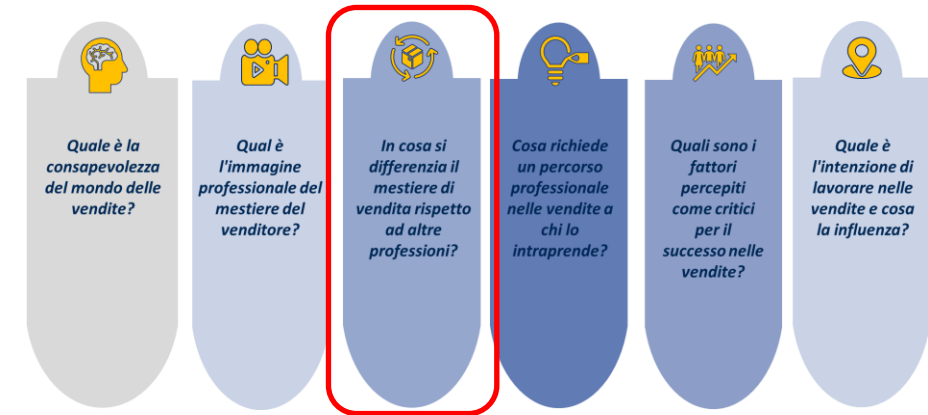 Quale è la
consapevolezza
del mondo delle
vendite?
Qual è
l'immagine
professionale del
mestiere del
venditore?
In cosa si
differenzia il
mestiere di
vendita rispetto
ad altre
professioni?
Cosa richiede
un percorso
professionale
nelle vendite a
chi lo
intraprende?
Quali sono i
fattori
percepiti
come critici
per il
successo nelle
vendite?
Quale è
l'intenzione di
lavorare nelle
vendite e cosa
la influenza?